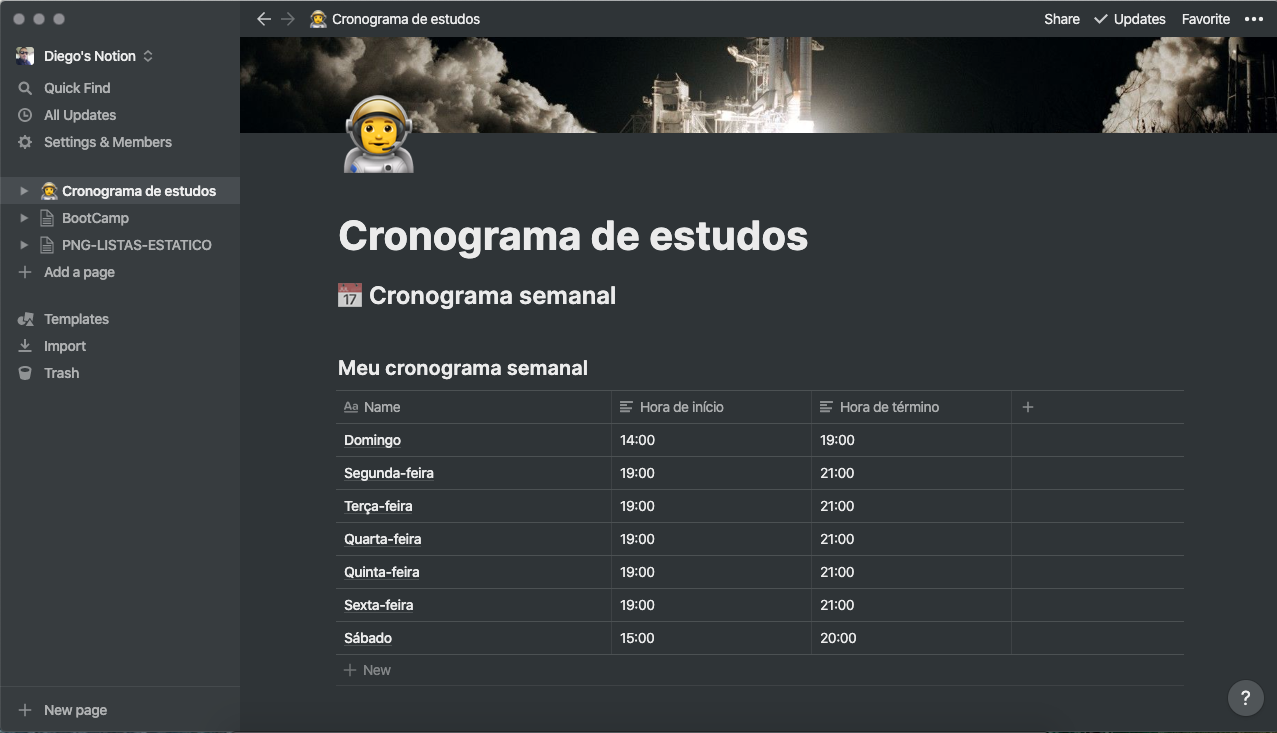 Cronograma de estudos
Share
Updates
Favorite
Diego's Notion
Quick Find
All Updates
Settings & Members
Cronograma de estudos
BootCamp
PNG-LISTAS-ESTATICO
Add a page
Templates
Import
Trash
New page
Cronograma de estudos
17 Cronograma semanal
Meu cronograma semanal
Aa Name Hora de início Hora de término
Domingo 14:00 19:00
Segunda-feira 19:00 21:00
Terça-feira 19:00 21:00
Quarta-feira 19:00 21:00
Quinta-feira 19:00 21:00
Sexta-feira 19:00 21:00
Sábado 15:00 20:00
New
?